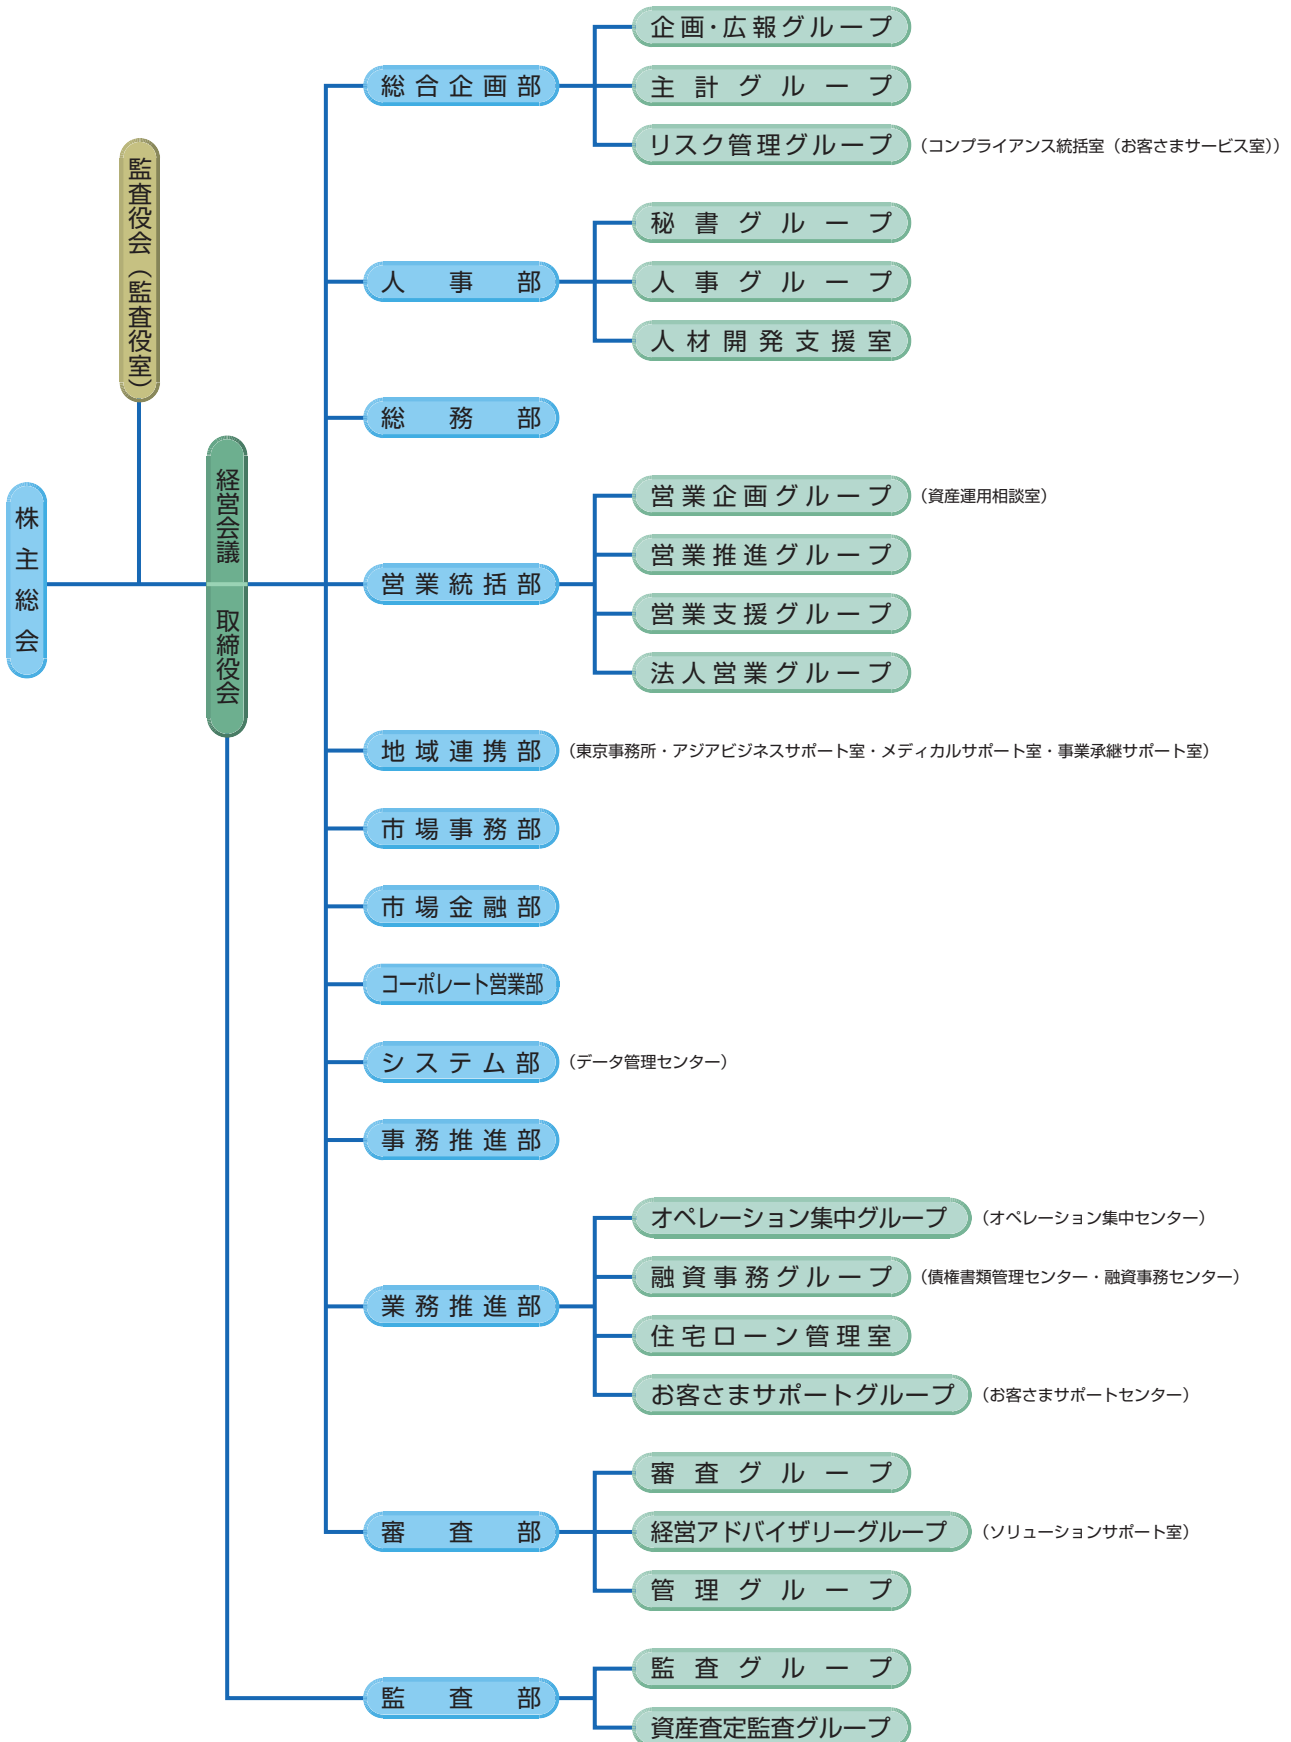 株主総会
監査役会（監査役室）
経営会議 取締役会
総合企画部
企画・広報グループ
主計グループ
リスク管理グループ （コンプライアンス統括室（お客さまサービス室））
人事部
秘書グループ
人事グループ
人材開発支援室
総務部
営業統括部
営業企画グループ （資産運用相談室）
営業推進グループ
営業支援グループ
法人営業グループ
地域連携部 （東京事務所・アジアビジネスサポート室・メディカルサポート室・事業承継サポート室）
市場事務部
市場金融部
コーポレート営業部
システム部 （データ管理センター）
事務推進部
業務推進部
オペレーション集中グループ （オペレーション集中センター）
融資事務グループ （債権書類管理センター・融資事務センター）
住宅ローン管理室
お客さまサポートグループ （お客さまサポートセンター）
審査部
審査グループ
経営アドバイザリーグループ （ソリューションサポート室）
管理グループ
監査部
監査グループ
資産査定監査グループ